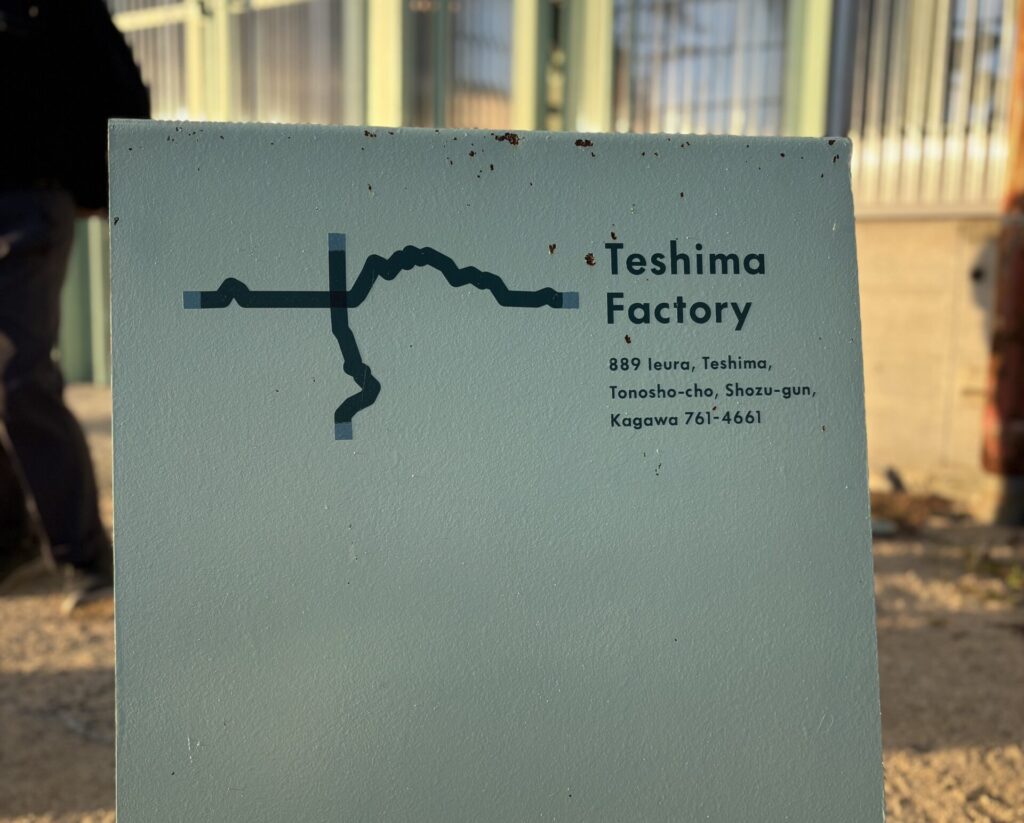 Teshima
Factory
889 Ieura, Teshima,
Tonosho-cho, Shozu-gun,
Kagawa 761-4661